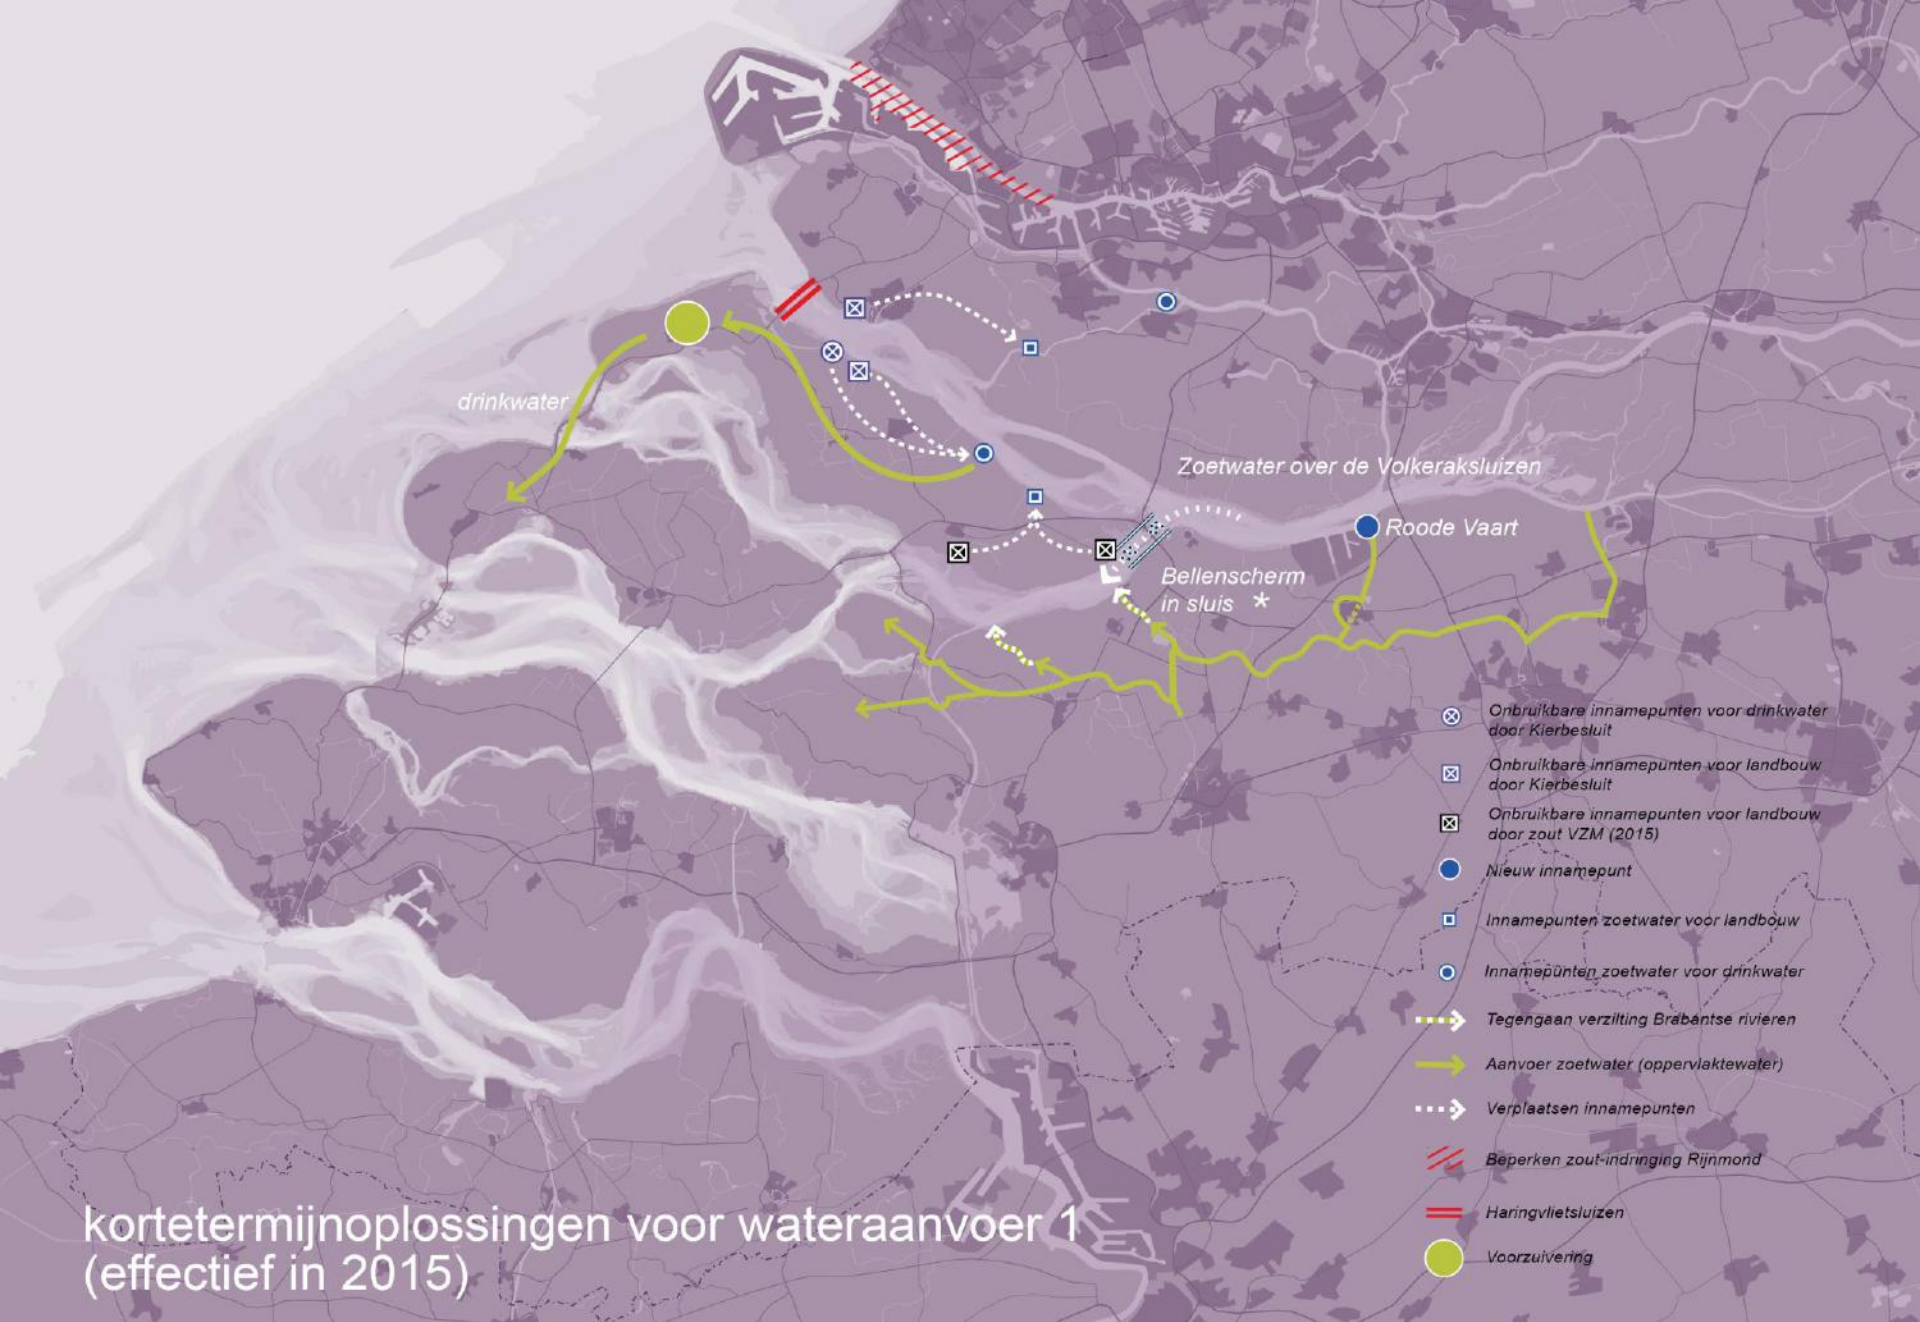 drinkwater
Zoetwater over de Volkeraksluizen
Roode Vaart
Bellenscherm
in sluis *
Onbruikbare innamepunten voor drinkwater
door Kierbesluit
Onbruikbare innamepunten voor landbouw
door Kierbesluit
Onbruikbare innamepunten voor landbouw
door zout VZM (2015)
Nieuw innamepunt
Innamepunten zoetwater voor landbouw
Innamepunten zoetwater voor drinkwater
Tegengaan verzilting Brabantse rivieren
Aanvoer zoetwater (oppervlaktewater)
Verplaatsen innamepunten
Beperken zout-indringing Rijnmond
Haringvlietsluizen
Voorzuivering
kortetermijnoplossingen voor wateraanvoer 1
(effectief in 2015)